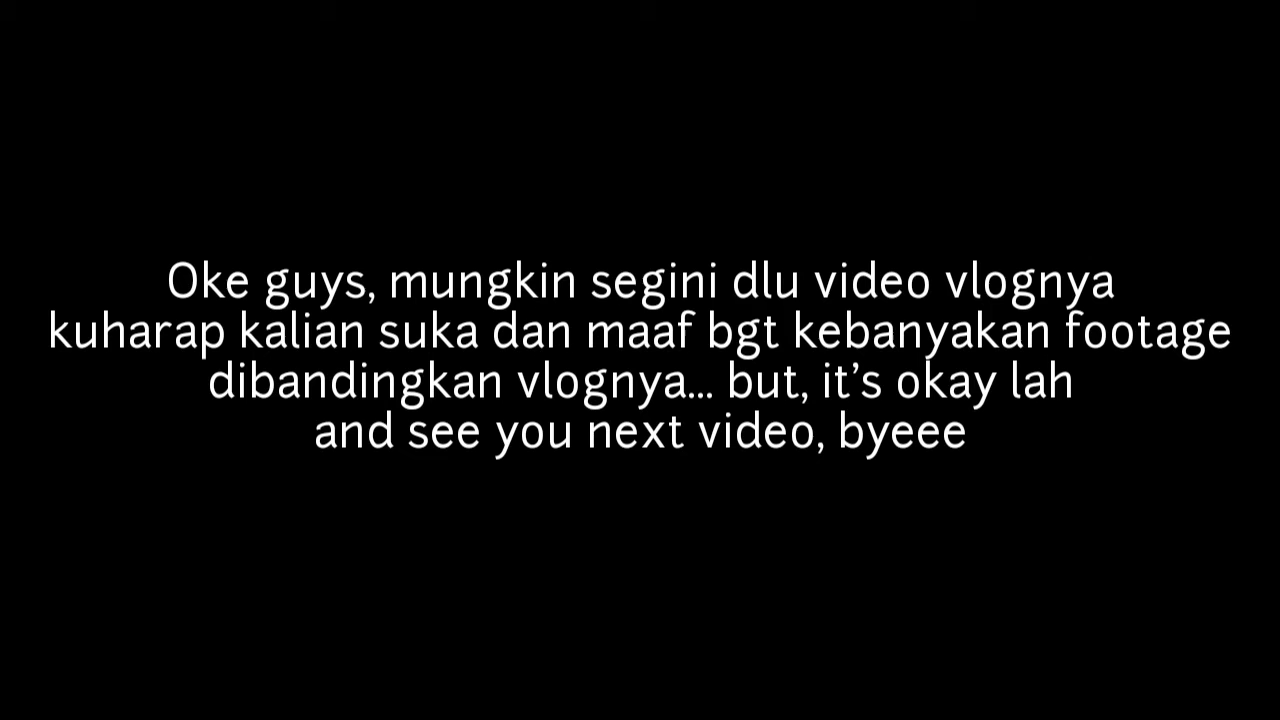 Oke guys, mungkin segini dlu video vlognya
kuharap kalian suka dan maaf bgt kebanyakan footage
dibandingkan vlognya... but, it’s okay lah
and see you next video, byeee